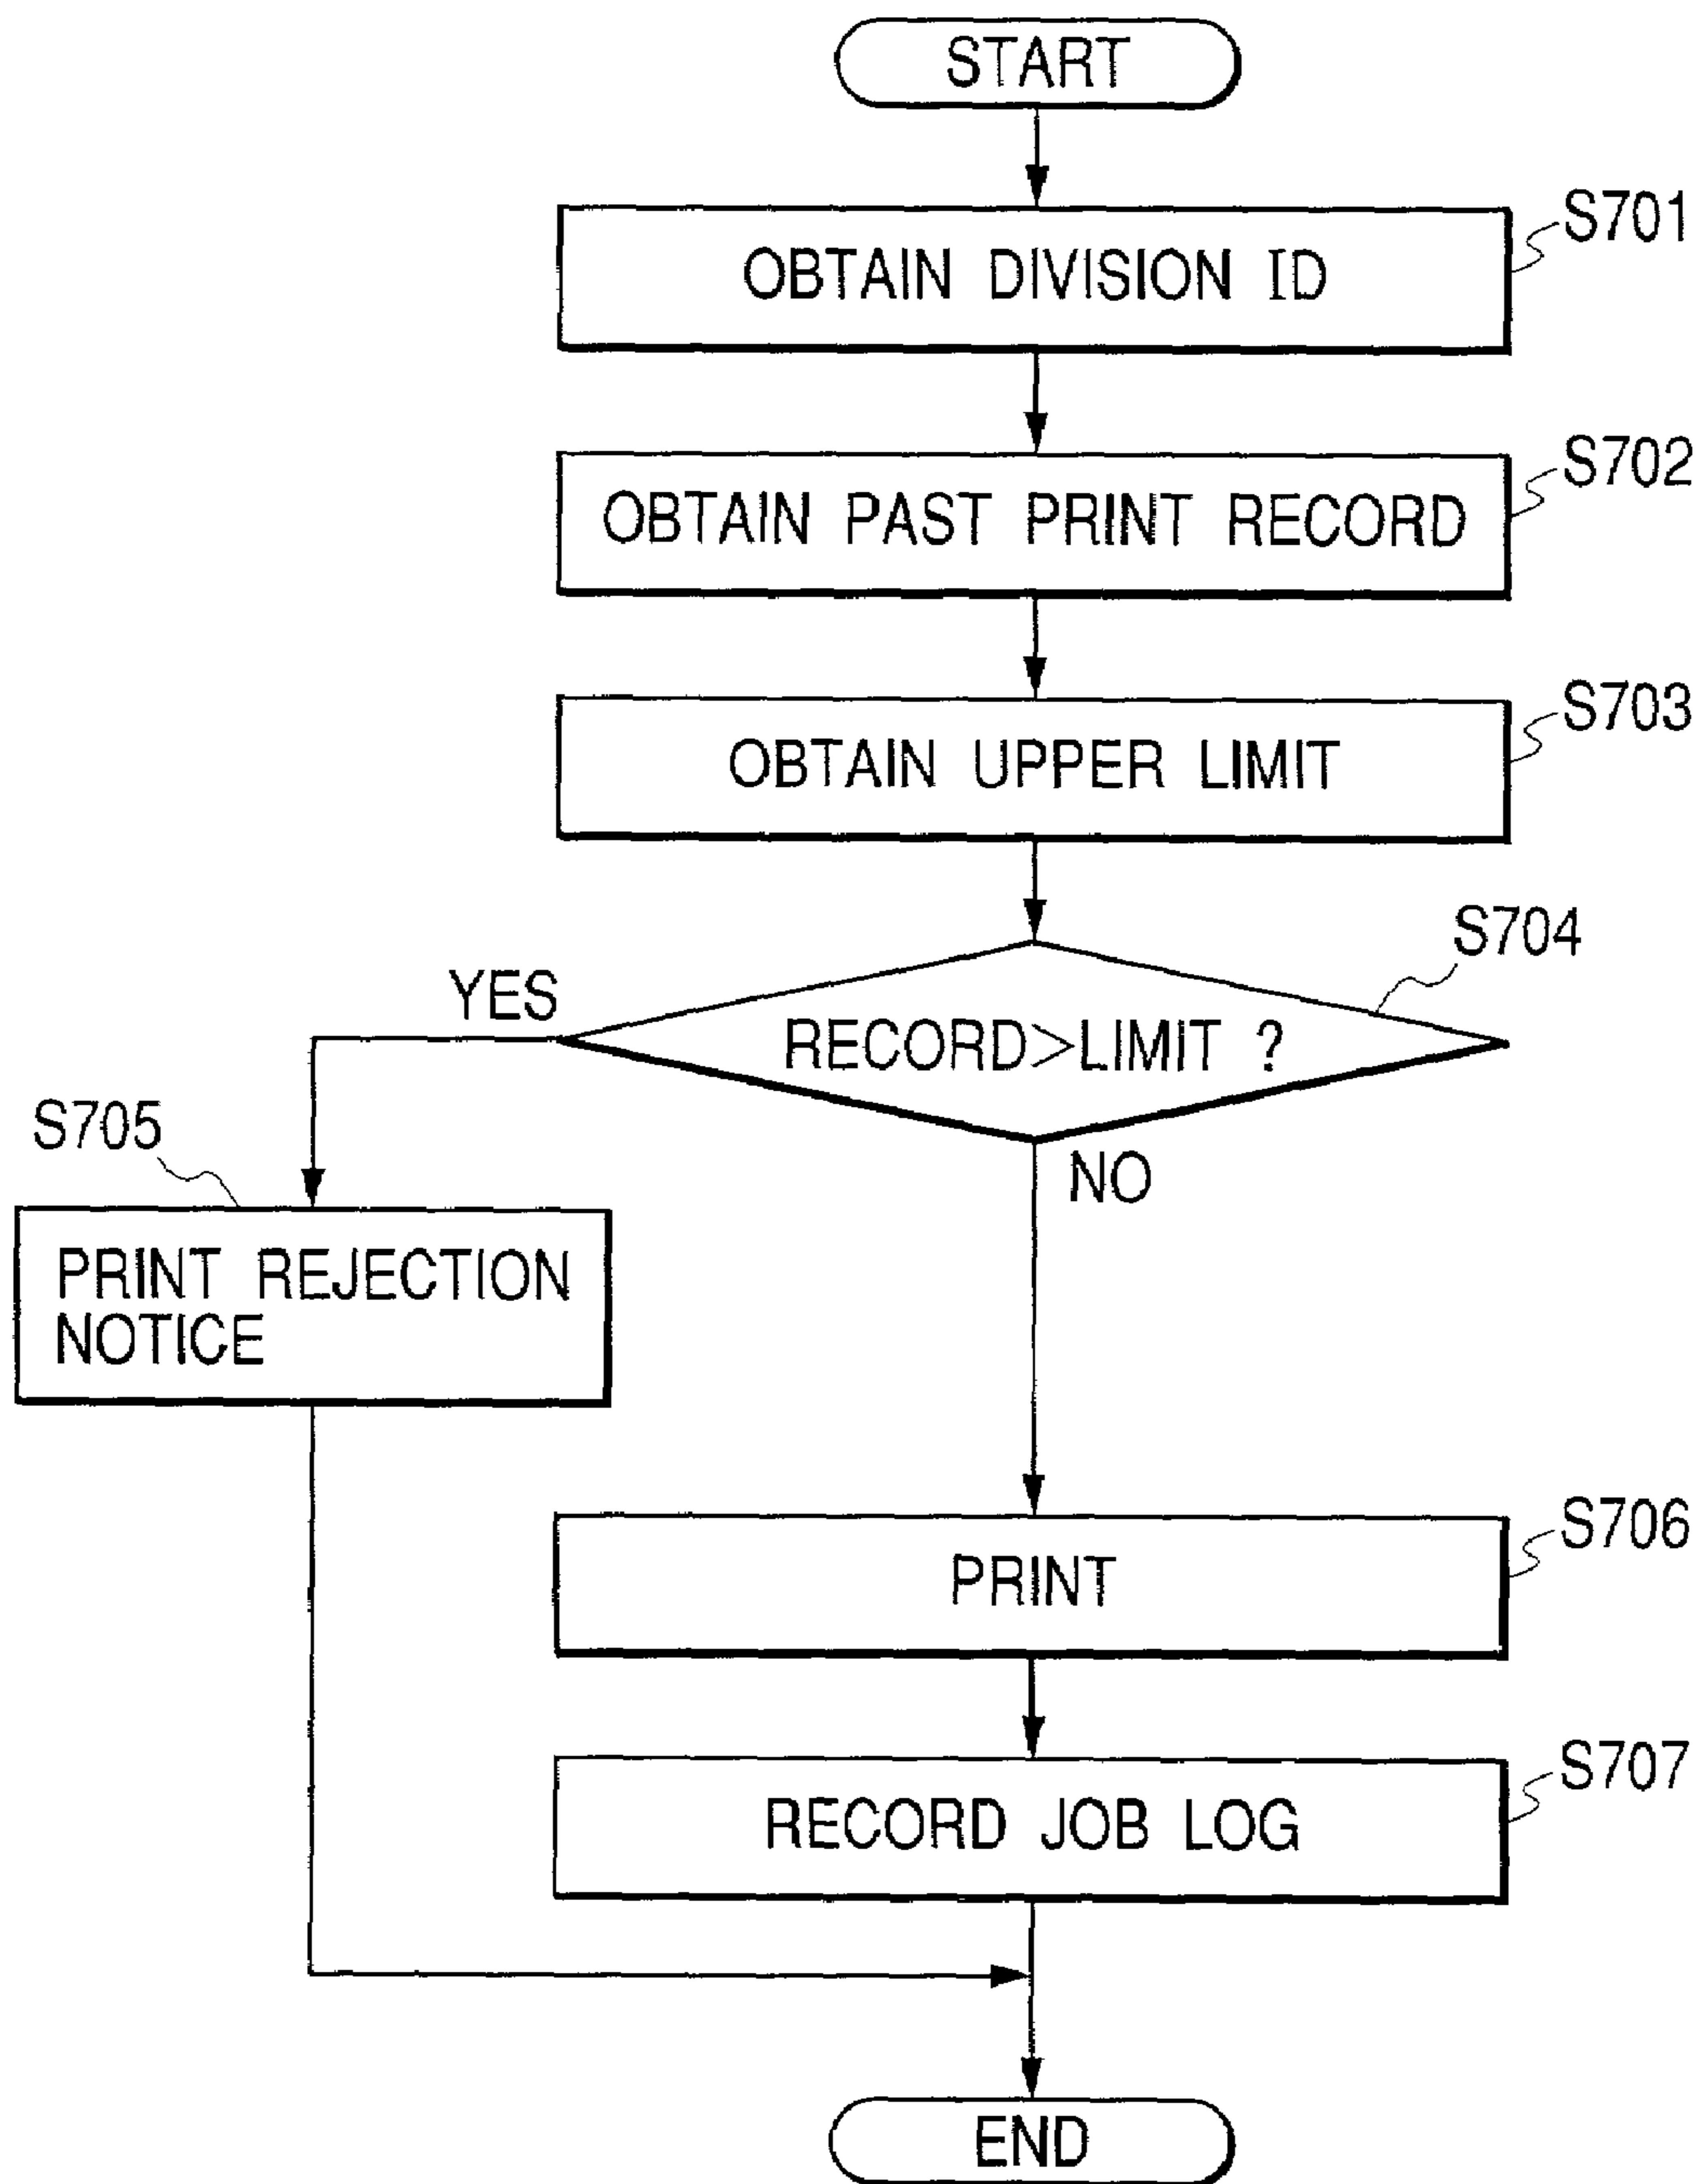 START
S701
OBTAIN DIVISION ID
S702
OBTAIN PAST PRINT RECORD
S703
OBTAIN UPPER LIMIT
S704
YES
RECORD>LIMIT ?
S705
NO
PRINT REJECTION
NOTICE
S706
PRINT
S707
RECORD JOB LOG
END